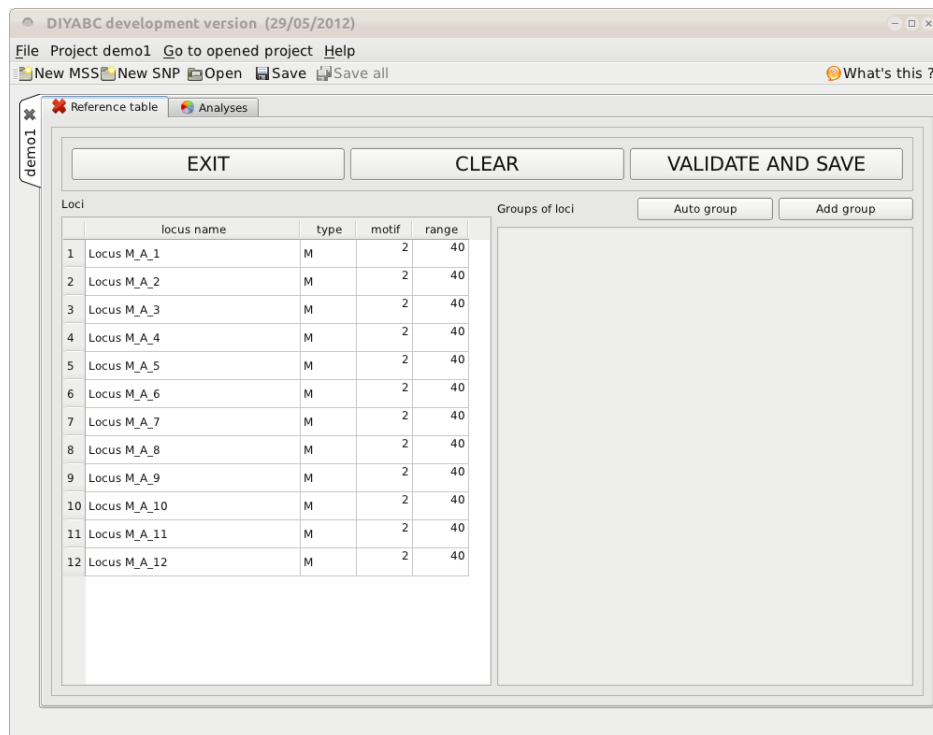 DIYABC development version (29/05/2012)
File Project demo1 Go to opened project Help
New MSS New SNP Open Save Save all What's this ?
demo1
Reference table Analyses
EXIT CLEAR VALIDATE AND SAVE
Loci Groups of loci Auto group Add group
locus name type motif range
1 Locus M_A_1 M 2 40
2 Locus M_A_2 M 2 40
3 Locus M_A_3 M 2 40
4 Locus M_A_4 M 2 40
5 Locus M_A_5 M 2 40
6 Locus M_A_6 M 2 40
7 Locus M_A_7 M 2 40
8 Locus M_A_8 M 2 40
9 Locus M_A_9 M 2 40
10 Locus M_A_10 M 2 40
11 Locus M_A_11 M 2 40
12 Locus M_A_12 M 2 40